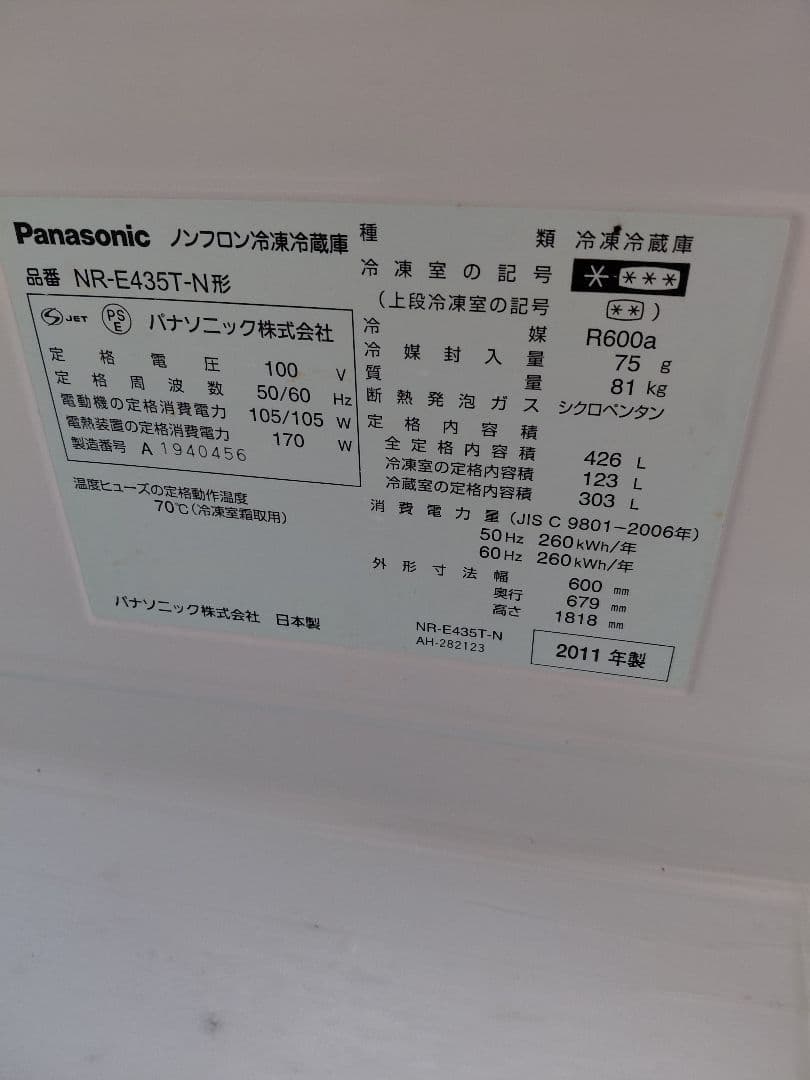 Panasonic ノンフロン冷凍冷蔵庫
品番 NR-E435T-N形
S JET PS E パナソニック株式会社
定格電圧 100 V
定格周波数 50/60 Hz
電動機の定格消費電力 105/105 W
電熱装置の定格消費電力 170 W
製造番号 A 1940456
温度ヒューズの定格動作温度
70℃(冷凍室霜取用)
パナソニック株式会社 日本製
種類 冷凍冷蔵庫
冷凍室の記号 * ***
(上段冷凍室の記号 ** )
冷媒 R600a
冷媒封入量 75 g
質量 81 kg
断熱発泡ガス シクロペンタン
定格内容積
全定格内容積 426 L
冷凍室の定格内容積 123 L
冷蔵室の定格内容積 303 L
消費電力量 (JIS C 9801-2006年)
50Hz 260kWh/年
60Hz 260kWh/年
外形寸法 幅 600 mm
奥行 679 mm
高さ 1818 mm
NR-E435T-N
AH-282123
2011 年製